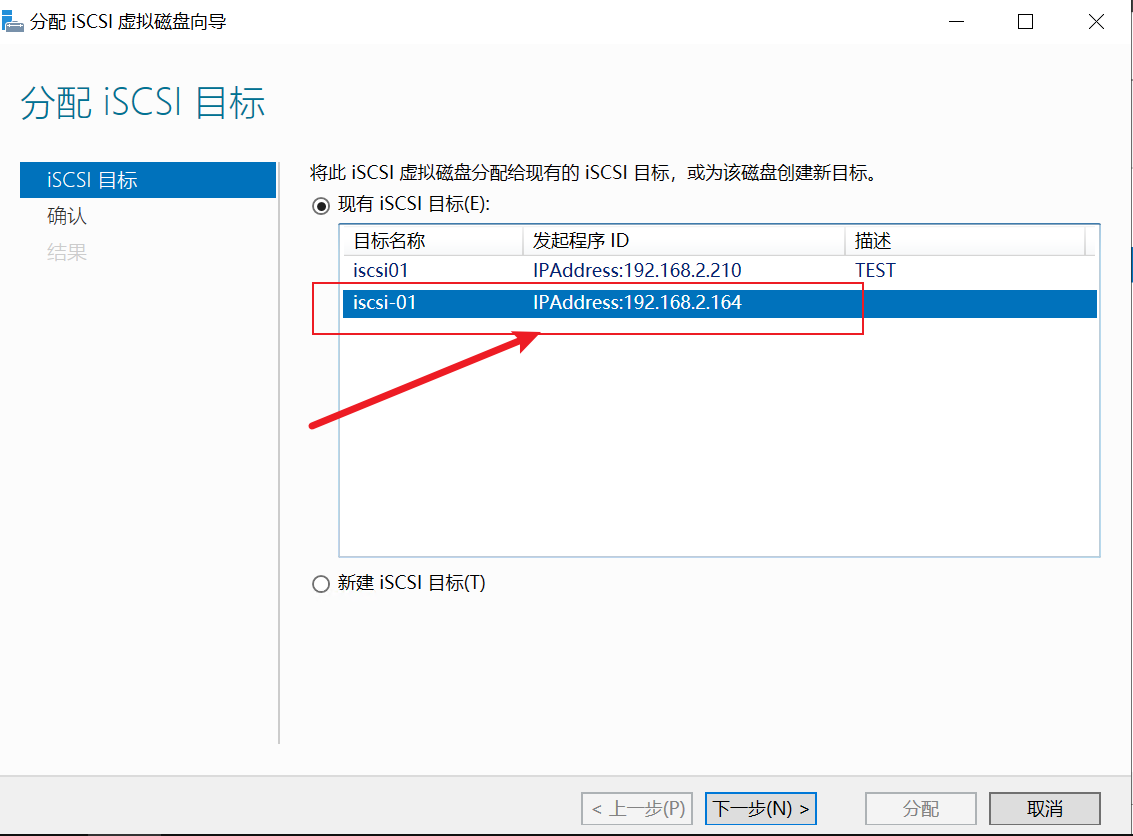 分配 iSCSI 虚拟磁盘向导
分配 iSCSI 目标
iSCSI 目标
确认
结果
将此 iSCSI 虚拟磁盘分配给现有的 iSCSI 目标，或为该磁盘创建新目标。
现有 iSCSI 目标(E):
目标名称 发起程序 ID 描述
iscsi01 IPAddress:192.168.2.210 TEST
iscsi-01 IPAddress:192.168.2.164
新建 iSCSI 目标(T)
< 上一步(P) 下一步(N) > 分配 取消